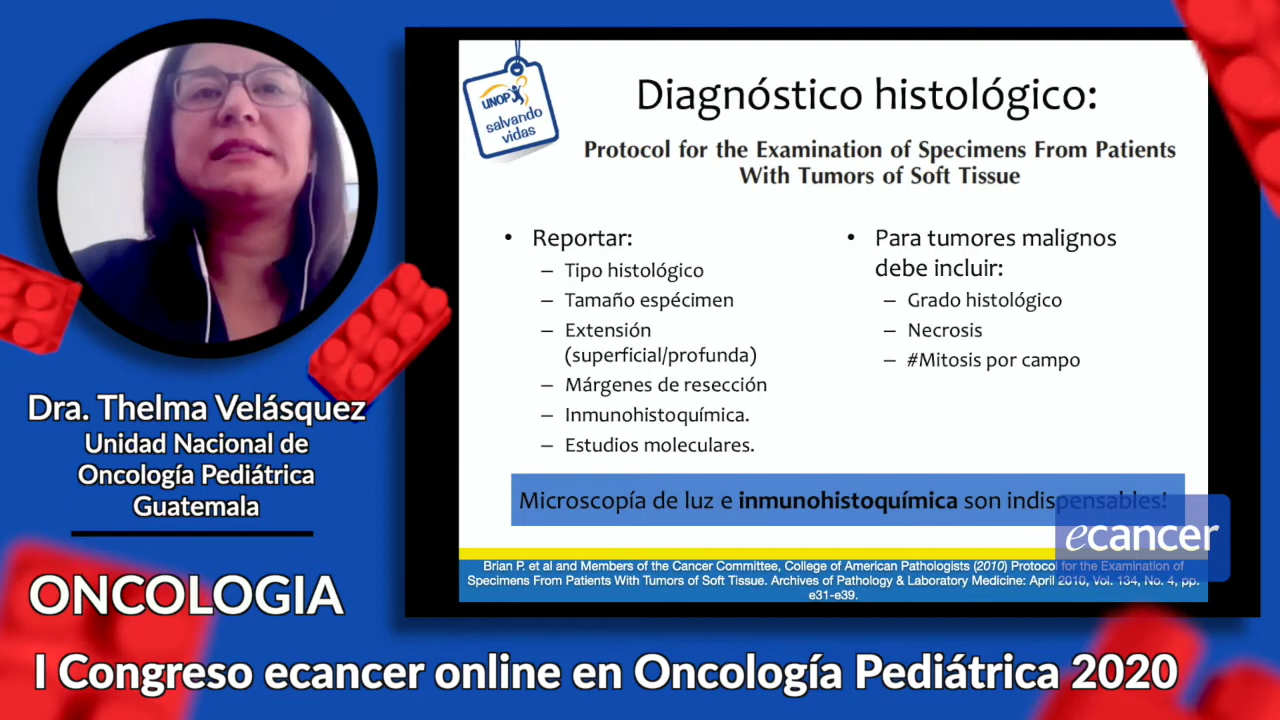 UNOP
salvando
vidas
Diagnóstico histológico:
Protocol for the Examination of Specimens From Patients
With Tumors of Soft Tissue
• Reportar:
– Tipo histológico
– Tamaño espécimen
– Extensión
(superficial/profunda)
– Márgenes de resección
– Inmunohistoquímica.
– Estudios moleculares.
• Para tumores malignos
debe incluir:
– Grado histológico
– Necrosis
– #Mitosis por campo
Microscopía de luz e inmunohistoquímica son indispensables!
ecancer
Brian P. et al and Members of the Cancer Committee, College of American Pathologists (2010) Protocol for the Examination of
Specimens From Patients With Tumors of Soft Tissue. Archives of Pathology & Laboratory Medicine: April 2010, Vol. 134, No. 4, pp.
e31-e39.
Dra. Thelma Velásquez
Unidad Nacional de
Oncología Pediátrica
Guatemala
ONCOLOGIA
I Congreso ecancer online en Oncología Pediátrica 2020